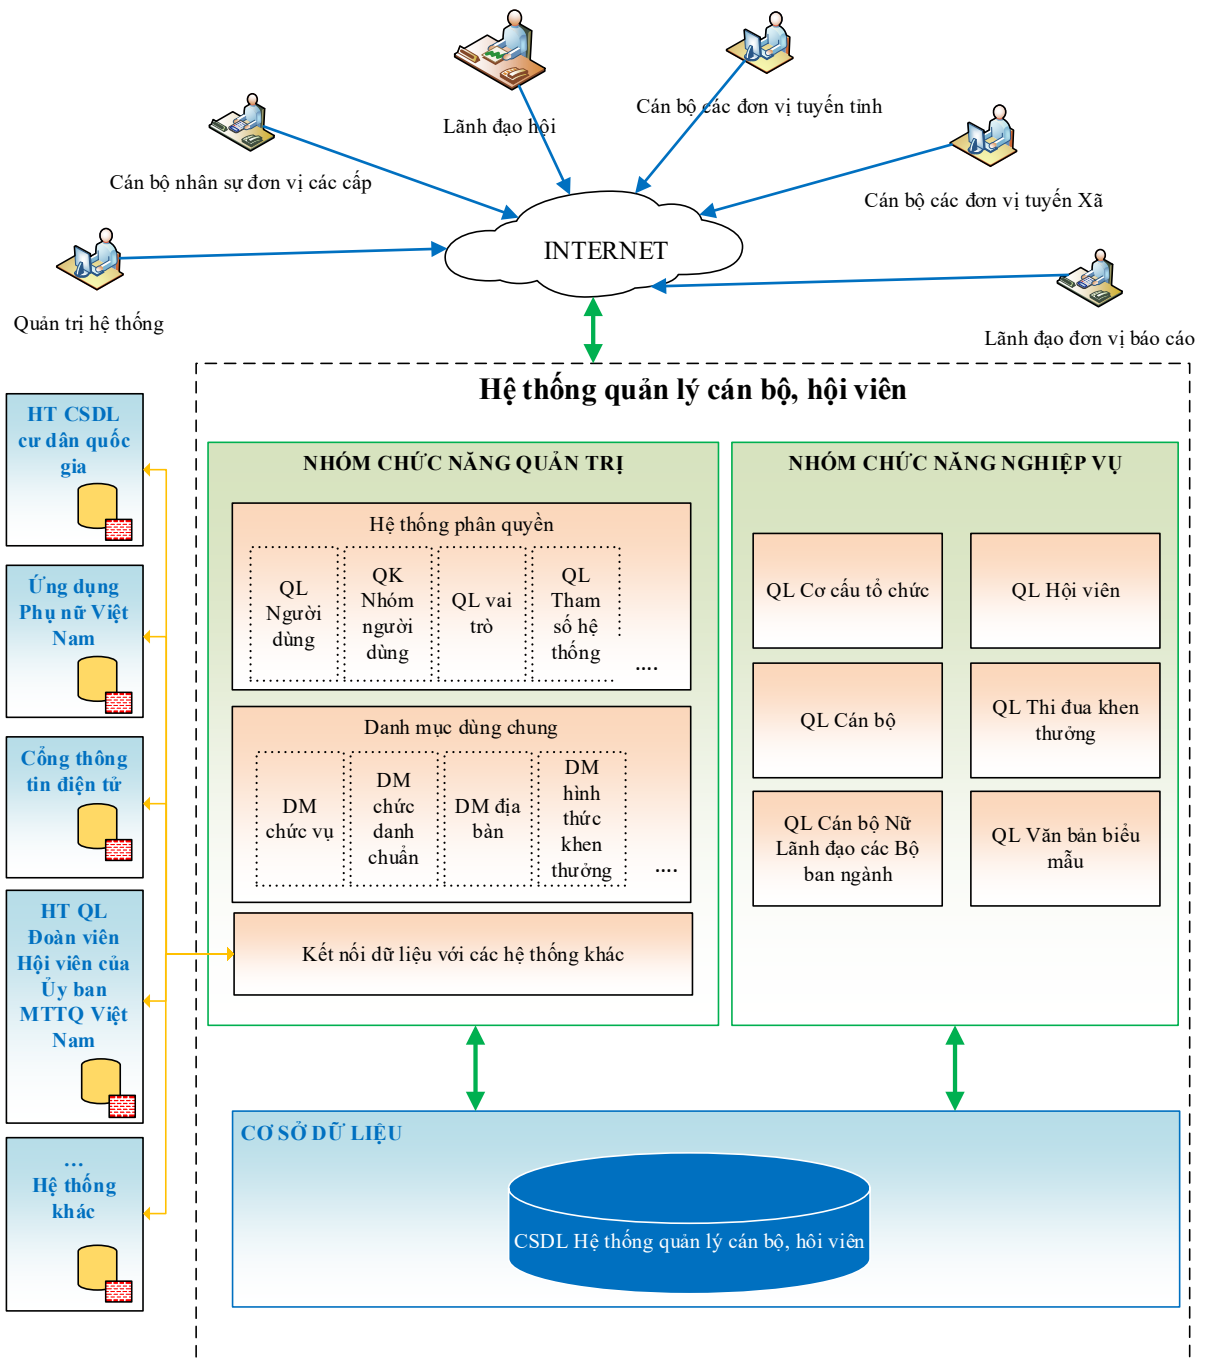 Lãnh đạo hội
Cán bộ các đơn vị tuyến tỉnh
Cán bộ nhân sự đơn vị các cấp
Cán bộ các đơn vị tuyến Xã
INTERNET
Quản trị hệ thống
Lãnh đạo đơn vị báo cáo
Hệ thống quản lý cán bộ, hội viên
HT CSDL
cư dân quốc
gia
Ứng dụng
Phụ nữ Việt
Nam
Cổng thông
tin điện tử
HT QL
Đoàn viên
Hội viên của
Ủy ban
MTTQ Việt
Nam
...
Hệ thống
khác
NHÓM CHỨC NĂNG QUẢN TRỊ
Hệ thống phân quyền
QL
Người
dùng
QK
Nhóm
người
dùng
QL vai
trò
QL
Tham
số hệ
thống
....
Danh mục dùng chung
DM
chức vụ
DM
chức
danh
chuẩn
DM địa
bàn
DM
hình
thức
khen
thưởng
....
Kết nối dữ liệu với các hệ thống khác
NHÓM CHỨC NĂNG NGHIỆP VỤ
QL Cơ cấu tổ chức
QL Hội viên
QL Cán bộ
QL Thi đua khen
thưởng
QL Cán bộ Nữ
Lãnh đạo các Bộ
ban ngành
QL Văn bản biểu
mẫu
CƠ SỞ DỮ LIỆU
CSDL Hệ thống quản lý cán bộ, hôi viên